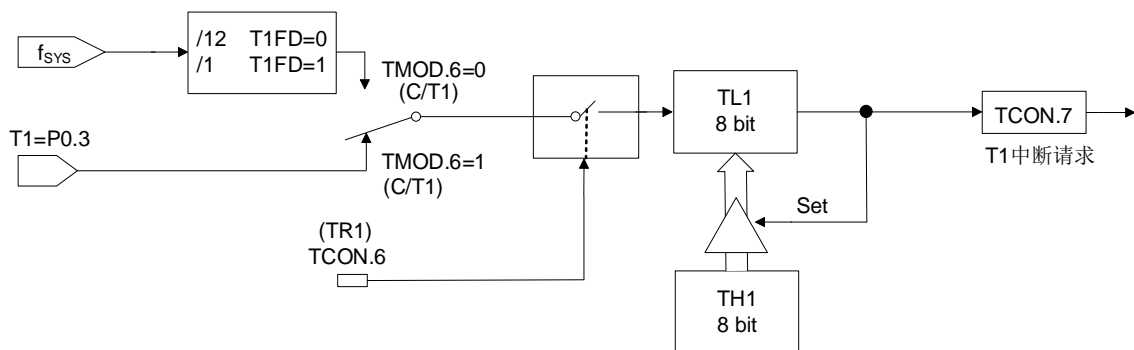 fSYS
/12 T1FD=0
/1 T1FD=1
T1=P0.3
TMOD.6=0
(C/T1)
TMOD.6=1
(C/T1)
(TR1)
TCON.6
TL1
8 bit
Set
TH1
8 bit
TCON.7
T1中断请求